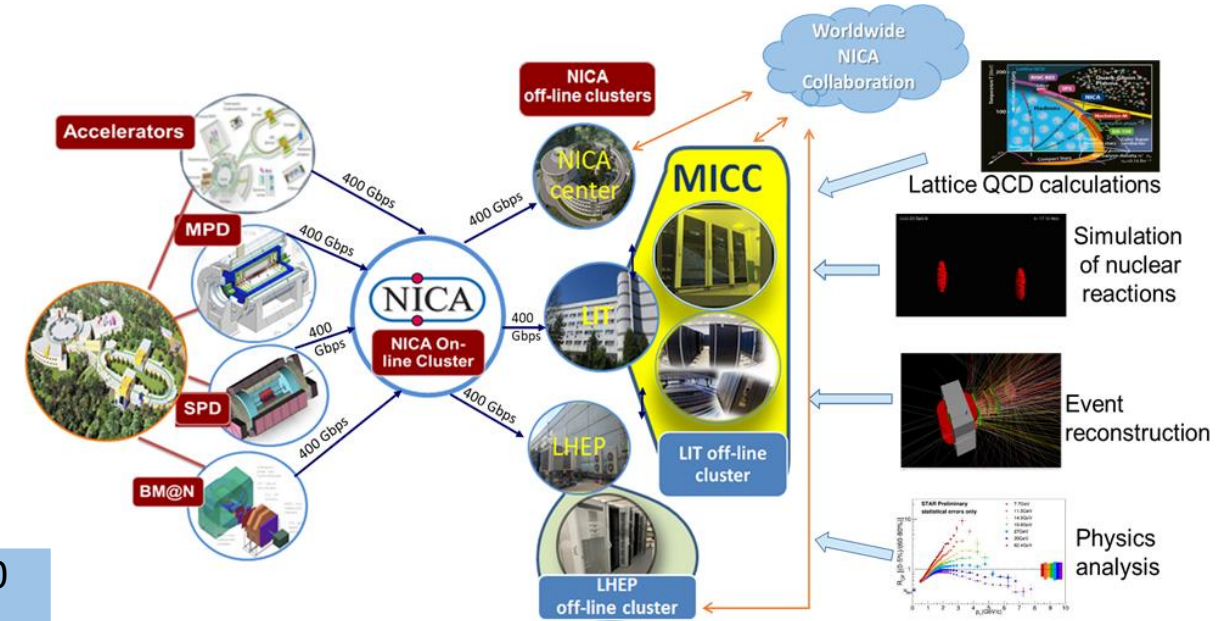 Worldwide
NICA
Collaboration
NICA
off-line clusters
Accelerators
400 Gbps
MPD
400 Gbps
SPD
400
Gbps
BM@N
400 Gbps
NICA
NICA On-
line Cluster
400 Gbps
400
Gbps
400 Gbps
NICA
center
LIT
LHEP
MICC
LIT off-line
cluster
LHEP
off-line cluster
NICA
Lattice QCD calculations
Simulation
of nuclear
reactions
Event
reconstruction
STAR Preliminary
statistical errors only
Physics
analysis
0